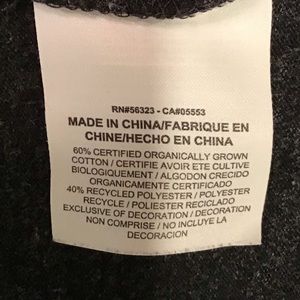 RN#56323 - CA#05553
MADE IN CHINA/FABRIQUE EN
CHINE/HECHO EN CHINA
60% CERTIFIED ORGANICALLY GROWN
COTTON / CERTIFIE AVOIR ETE CULTIVE
BIOLOGIQUEMENT / ALGODON CRECIDO
ORGANICAMENTE CERTIFICADO
40% RECYCLED POLYESTER / POLYESTER
RECYCLE / POLIESTER RECICLADO
EXCLUSIVE OF DECORATION / DECORATION
NON COMPRISE / NO INCLUYE LA
DECORACION